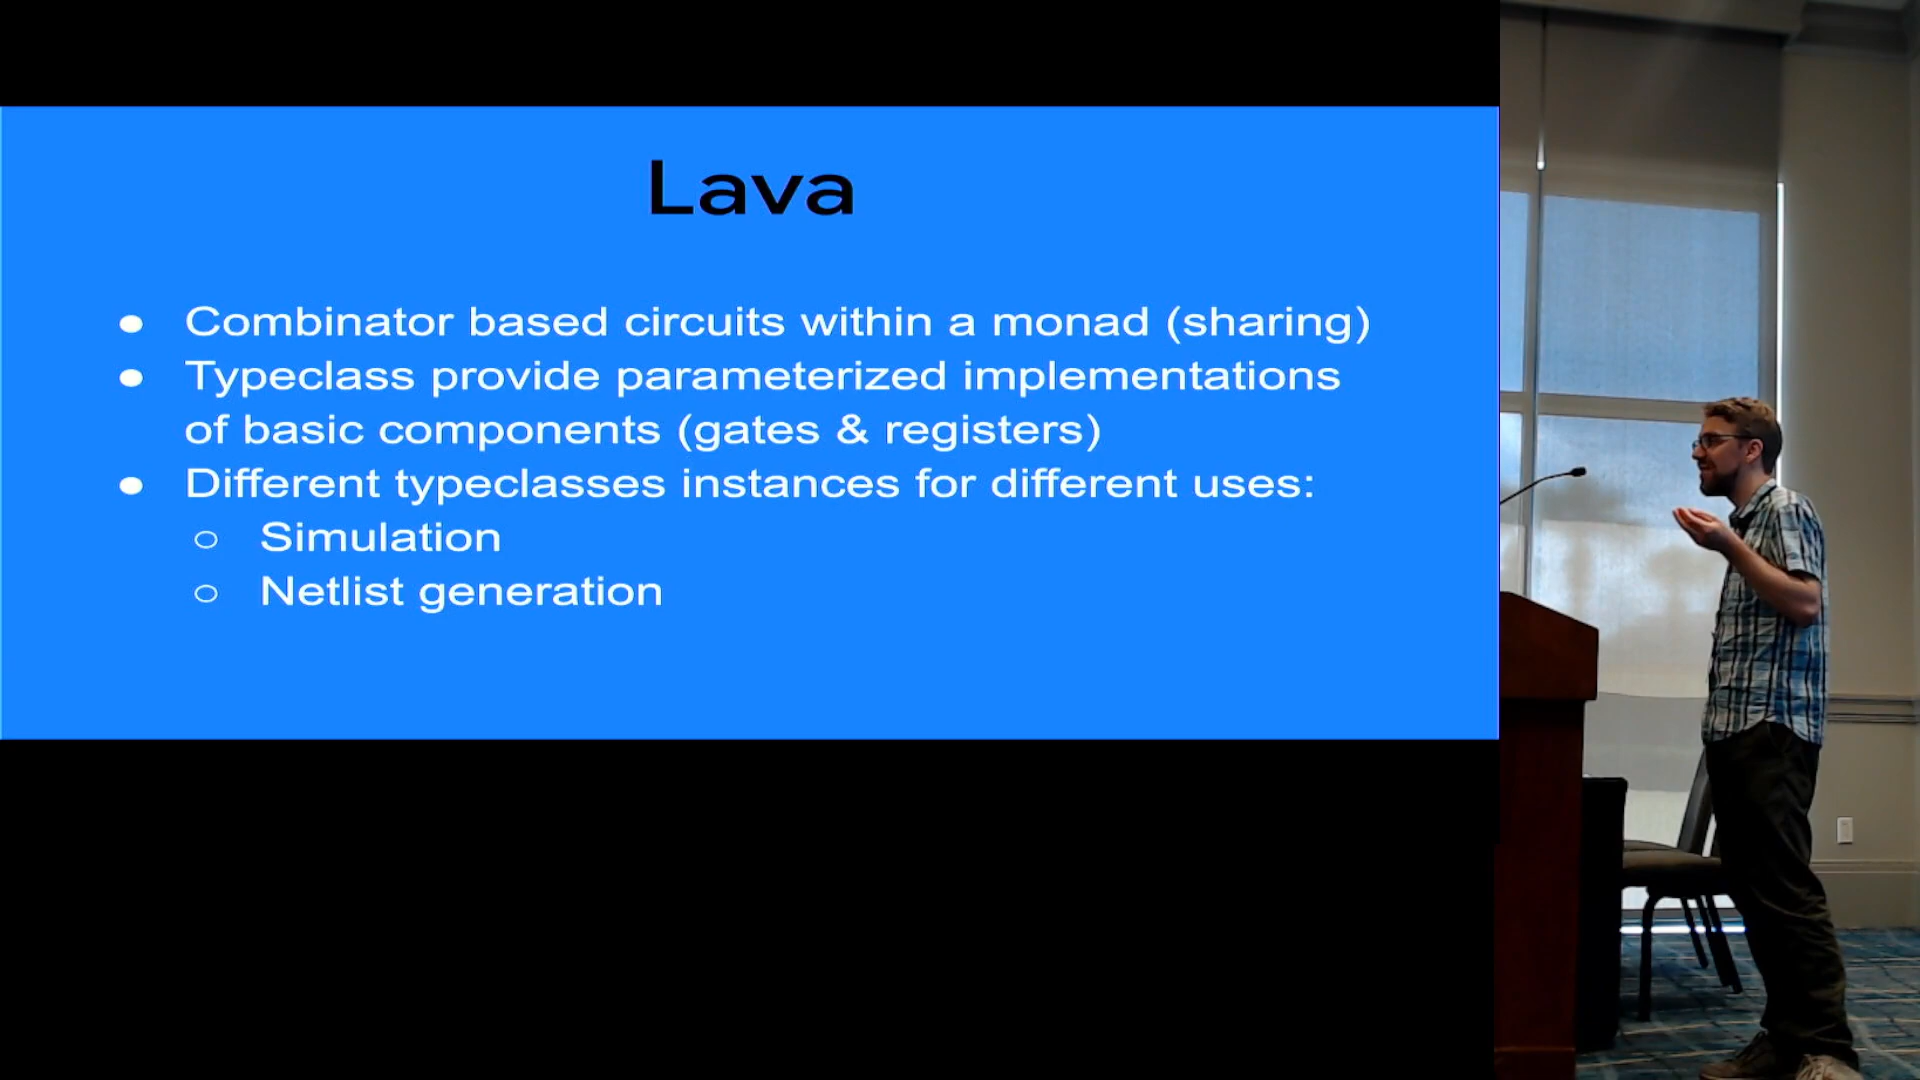 Lava
● Combinator based circuits within a monad (sharing)
● Typeclass provide parameterized implementations
of basic components (gates & registers)
● Different typeclasses instances for different uses:
○ Simulation
○ Netlist generation